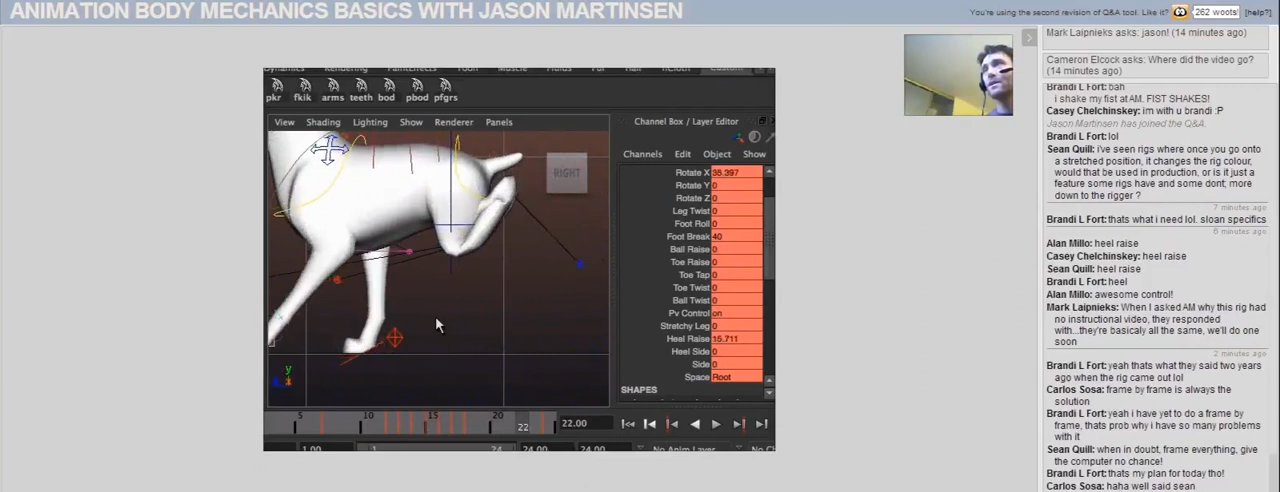 ANIMATION BODY MECHANICS BASICS WITH JASON MARTINSEN
You're using the second revision of Q&A tool. Like it? 262 woots! [help?]
pkr fkik arms teeth bod pbod pfgrs
View Shading Lighting Show Renderer Panels
RIGHT
y
Channel Box / Layer Editor
Channels Edit Object Show
Rotate X 35.397
Rotate Y 0
Rotate Z 0
Leg Twist 0
Foot Roll 0
Foot Break 40
Ball Raise 0
Toe Raise 0
Toe Tap 0
Toe Twist 0
Ball Twist 0
Pv Control on
Stretchy Leg 0
Heel Raise 15.711
Heel Side 0
Side 0
Space Root
SHAPES
5 10 15 20 22 22.00
1.00 1 24 24.00 24.00 No Anim Layer
Mark Laipnieks asks: jason! (14 minutes ago)
Cameron Elcock asks: Where did the video go?
(14 minutes ago)
Brandi L Fort: bah
i shake my fist at AM. FIST SHAKES!
Casey Chelchinskey: im with u brandi :P
Jason Martinsen has joined the Q&A.
Brandi L Fort: lol
Sean Quill: i've seen rigs where once you go onto
a stretched position, it changes the rig colour,
would that be used in production, or is it just a
feature some rigs have and some dont; more
down to the rigger ?
7 minutes ago
Brandi L Fort: thats what i need lol. sloan specifics
6 minutes ago
Alan Millo: heel raise
Casey Chelchinskey: heel raise
Sean Quill: heel raise
Brandi L Fort: heel
Alan Millo: awesome control!
Mark Laipnieks: When I asked AM why this rig had
no instructional video, they responded
with...they're basicaly all the same, we'll do one
soon
2 minutes ago
Brandi L Fort: yeah thats what they said two years
ago when the rig came out lol
Carlos Sosa: frame by frame is always the
solution
Brandi L Fort: yeah i have yet to do a frame by
frame, thats prob why i have so many problems
with it
Sean Quill: when in doubt, frame everything, give
the computer no chance!
Brandi L Fort: thats my plan for today tho!
Carlos Sosa: haha well said sean